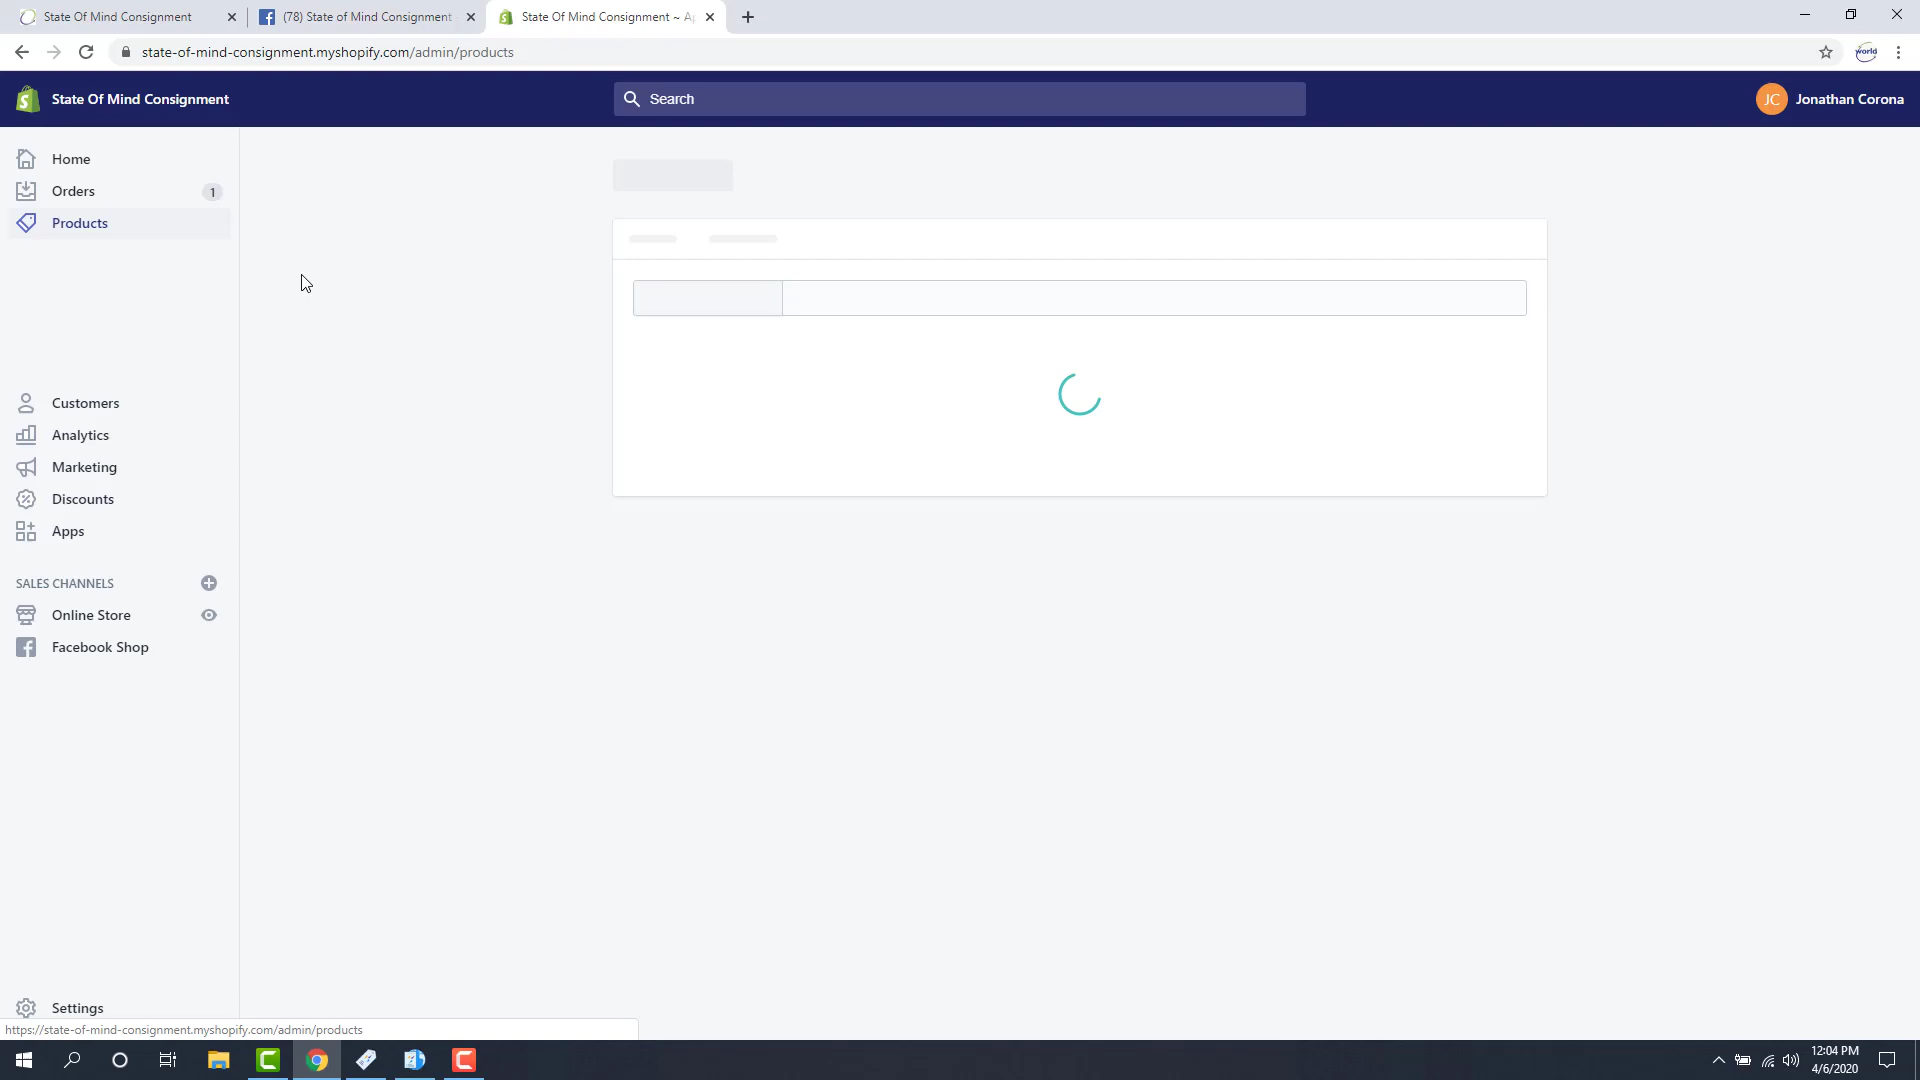 State Of Mind Consignment
(78) State of Mind Consignment
State Of Mind Consignment ~ Ap
state-of-mind-consignment.myshopify.com/admin/products
world
State Of Mind Consignment
Search
JC
Jonathan Corona
Home
Orders
1
Products
Customers
Analytics
Marketing
Discounts
Apps
SALES CHANNELS
Online Store
Facebook Shop
Settings
https://state-of-mind-consignment.myshopify.com/admin/products
12:04 PM
4/6/2020